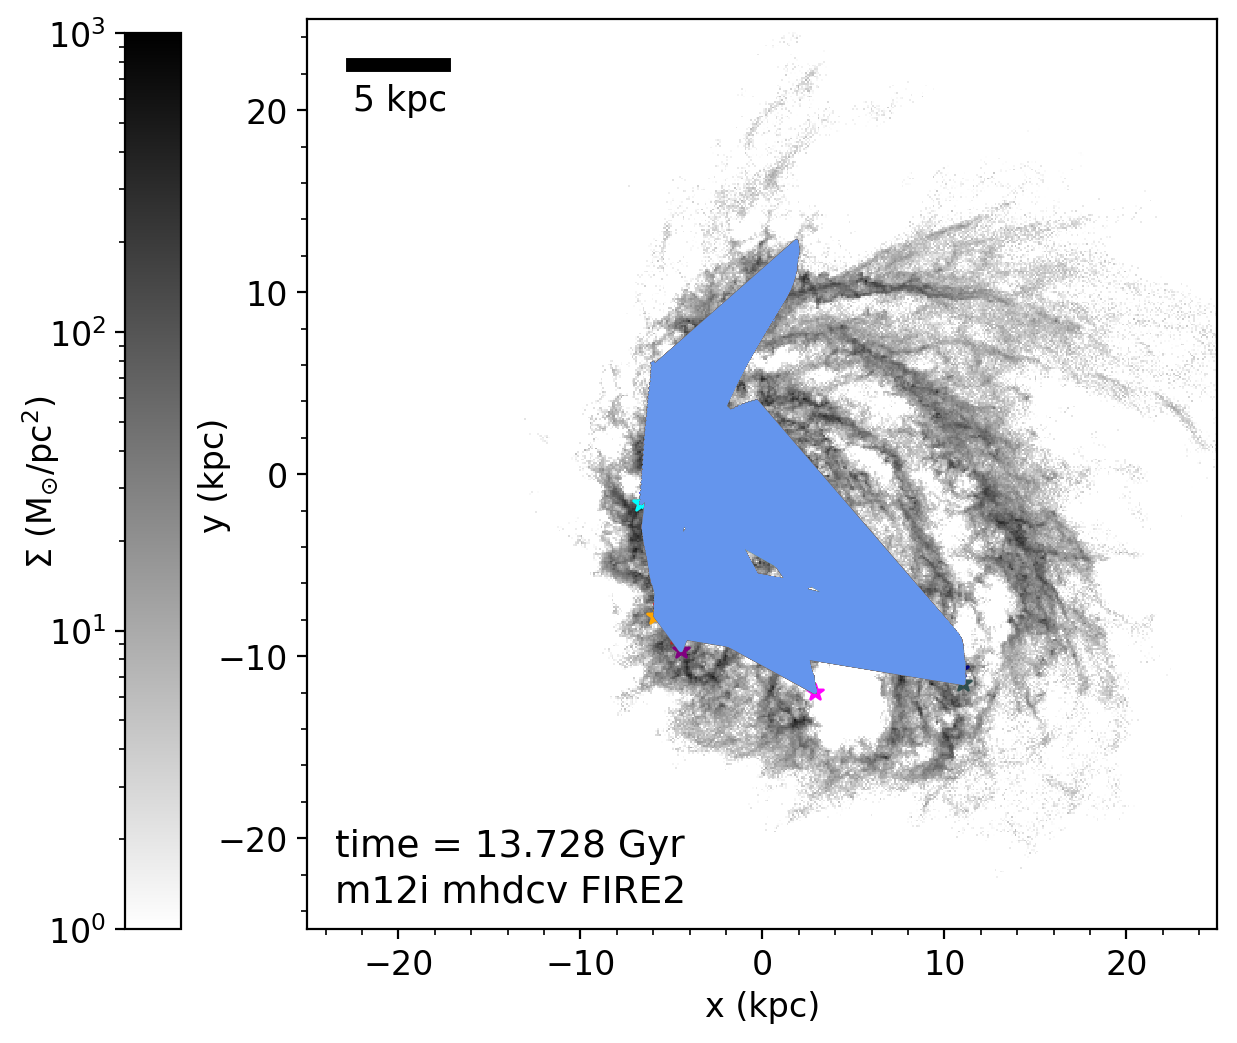 10³
10²
10¹
10⁰
Σ (M⊙/pc²)
y (kpc)
20
10
0
−10
−20
5 kpc
time = 13.728 Gyr
m12i mhdcv FIRE2
−20
−10
0
10
20
x (kpc)